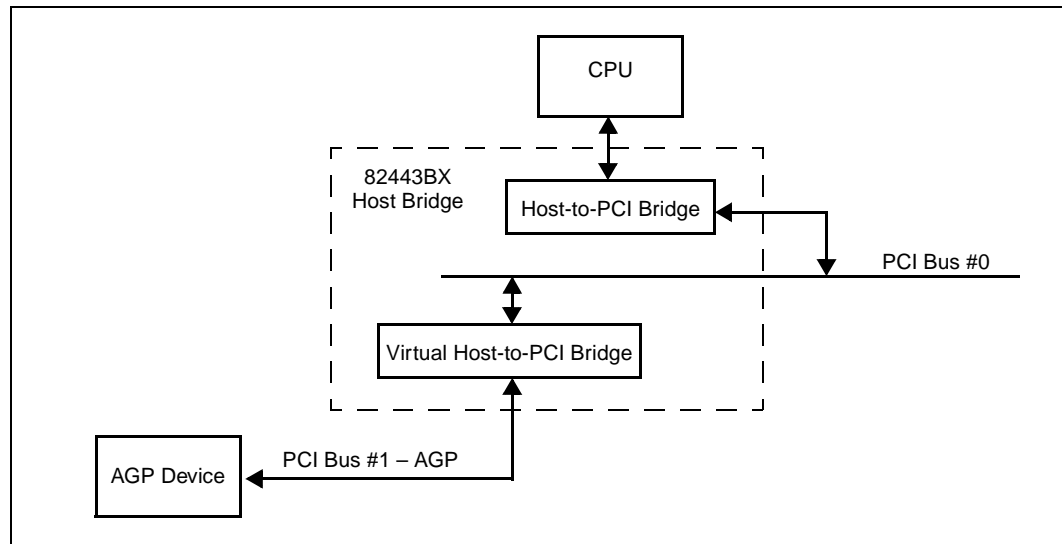 CPU
82443BX
Host Bridge
Host-to-PCI Bridge
PCI Bus #0
Virtual Host-to-PCI Bridge
PCI Bus #1 – AGP
AGP Device